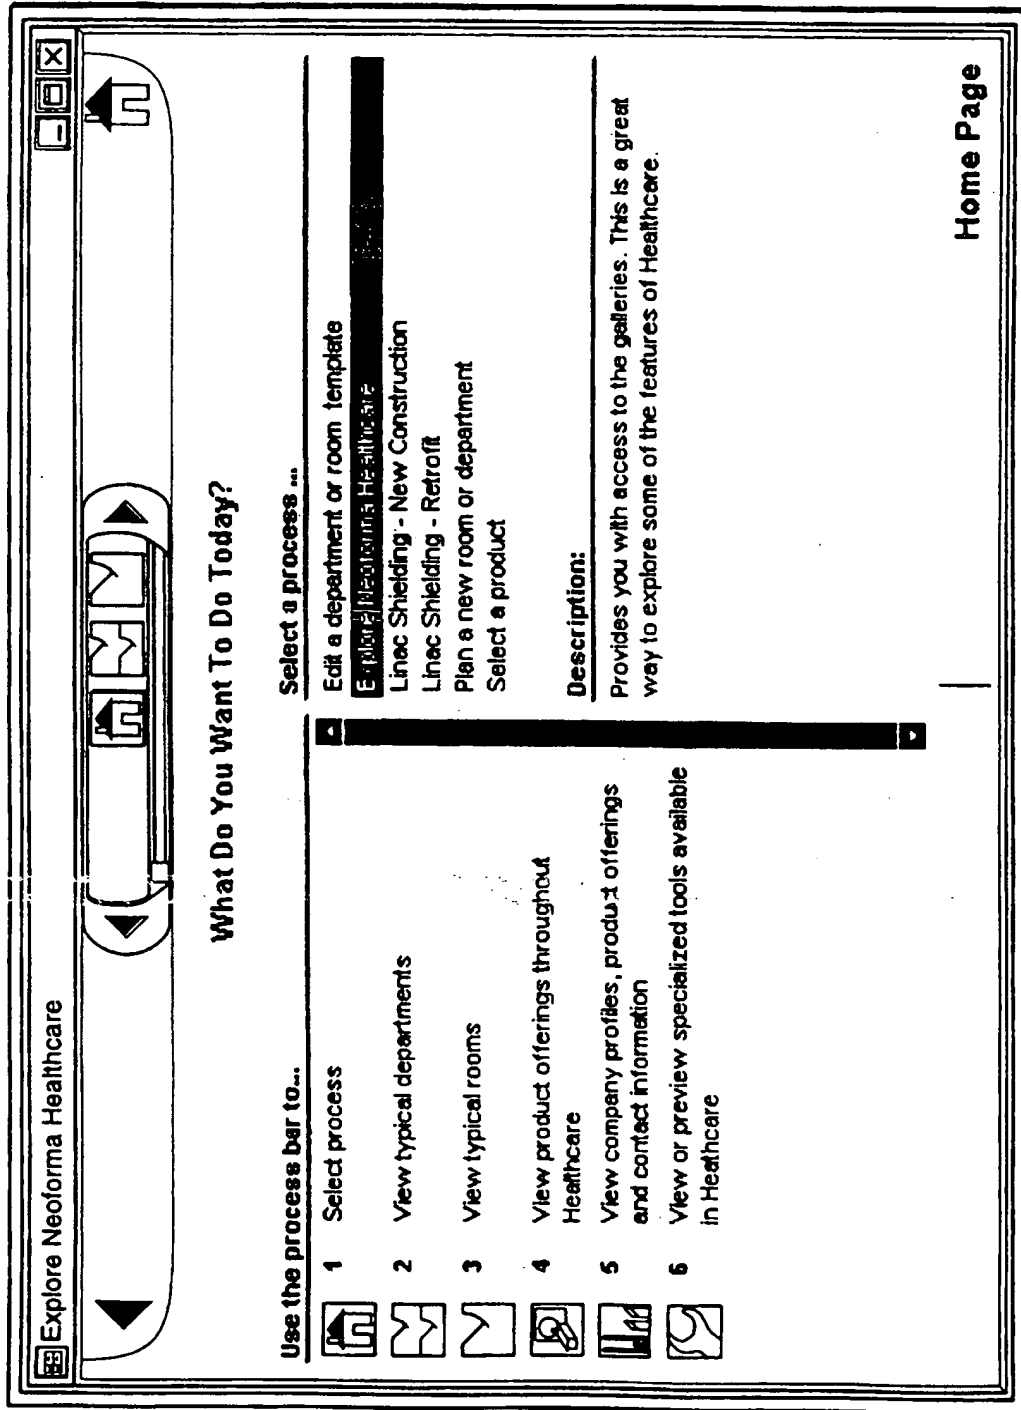 Explore Neoforma Healthcare
What Do You Want To Do Today?
Use the process bar to...
1 Select process
2 View typical departments
3 View typical rooms
4 View product offerings throughout
Healthcare
5 View company profiles, product offerings
and contact information
6 View or preview specialized tools available
in Heathcare
Select a process ...
Edit a department or room template
Explore Neoforma Healthcare
Linac Shielding - New Construction
Linac Shielding - Retrofit
Plan a new room or department
Select a product
Description:
Provides you with access to the galleries. This is a great
way to explore some of the features of Healthcare.
Home Page